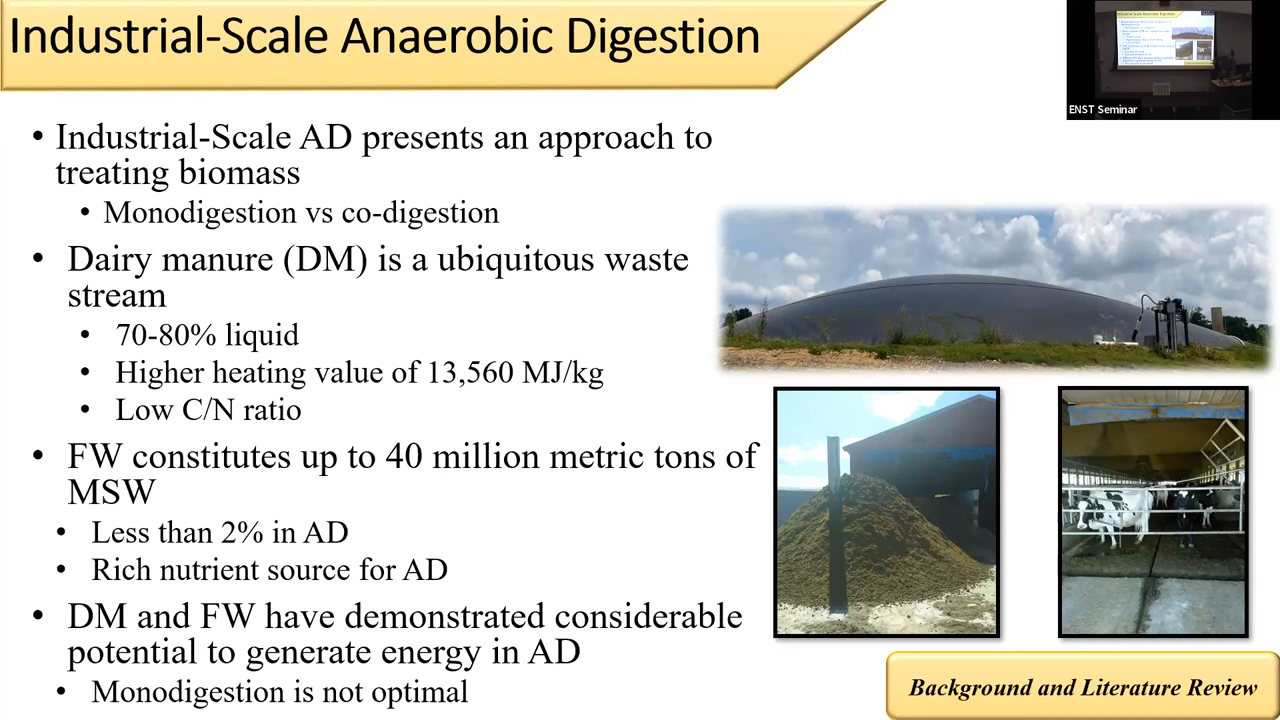 Industrial-Scale Anaerobic Digestion
ENST Seminar
• Industrial-Scale AD presents an approach to
treating biomass
• Monodigestion vs co-digestion
• Dairy manure (DM) is a ubiquitous waste
stream
• 70-80% liquid
• Higher heating value of 13,560 MJ/kg
• Low C/N ratio
• FW constitutes up to 40 million metric tons of
MSW
• Less than 2% in AD
• Rich nutrient source for AD
• DM and FW have demonstrated considerable
potential to generate energy in AD
• Monodigestion is not optimal
Background and Literature Review